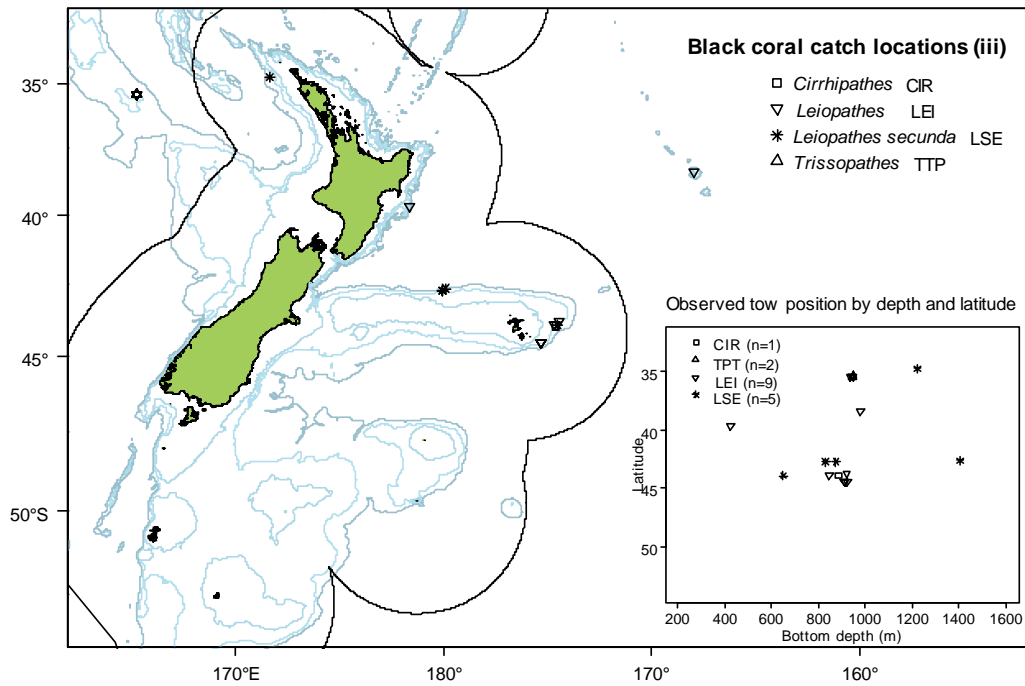 Black coral catch locations (iii)
Cirrhipathes CIR
Leiopathes LEI
Leiopathes secunda LSE
Trissopathes TTP
35°
40°
45°
50°S
170°E
180°
170°
160°
Observed tow position by depth and latitude
CIR (n=1)
TPT (n=2)
LEI (n=9)
LSE (n=5)
Latitude
35
40
45
50
200
400
600
800
1000
1200
1400
1600
Bottom depth (m)